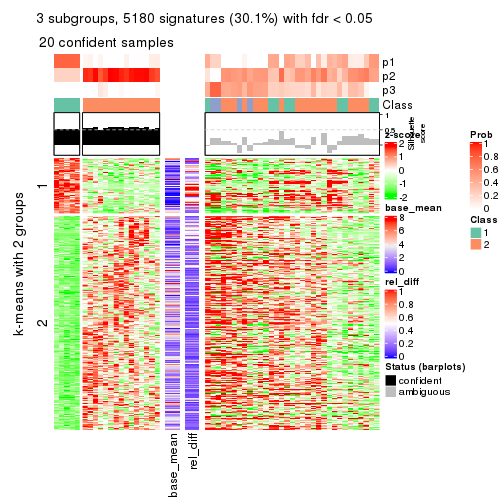 3 subgroups, 5180 signatures (30.1%) with fdr < 0.05
20 confident samples
p1
p2
p3
Class
1
0.5
0
Silhouette
score
z-score
2
1
0
-1
-2
base_mean
8
6
4
2
0
rel_diff
1
0.8
0.6
0.4
0.2
0
Status (barplots)
confident
ambiguous
Prob
1
0.8
0.6
0.4
0.2
0
Class
1
2
k-means with 2 groups
1
2
base_mean
rel_diff